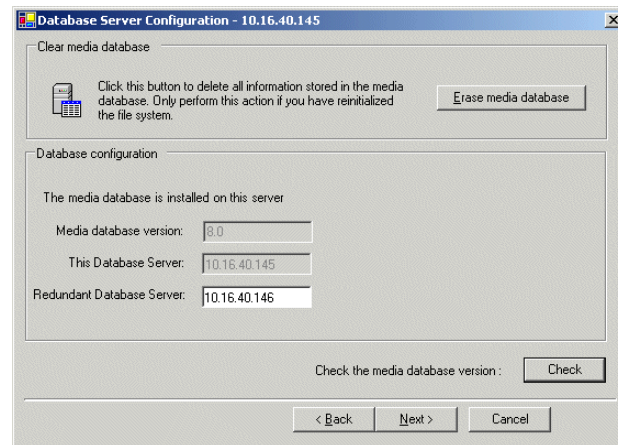 Database Server Configuration - 10.16.40.145
Clear media database
Click this button to delete all information stored in the media
database. Only perform this action if you have reinitialized
the file system.
Erase media database
Database configuration
The media database is installed on this server
Media database version: 8.0
This Database Server: 10.16.40.145
Redundant Database Server: 10.16.40.146
Check the media database version : Check
< Back Next > Cancel